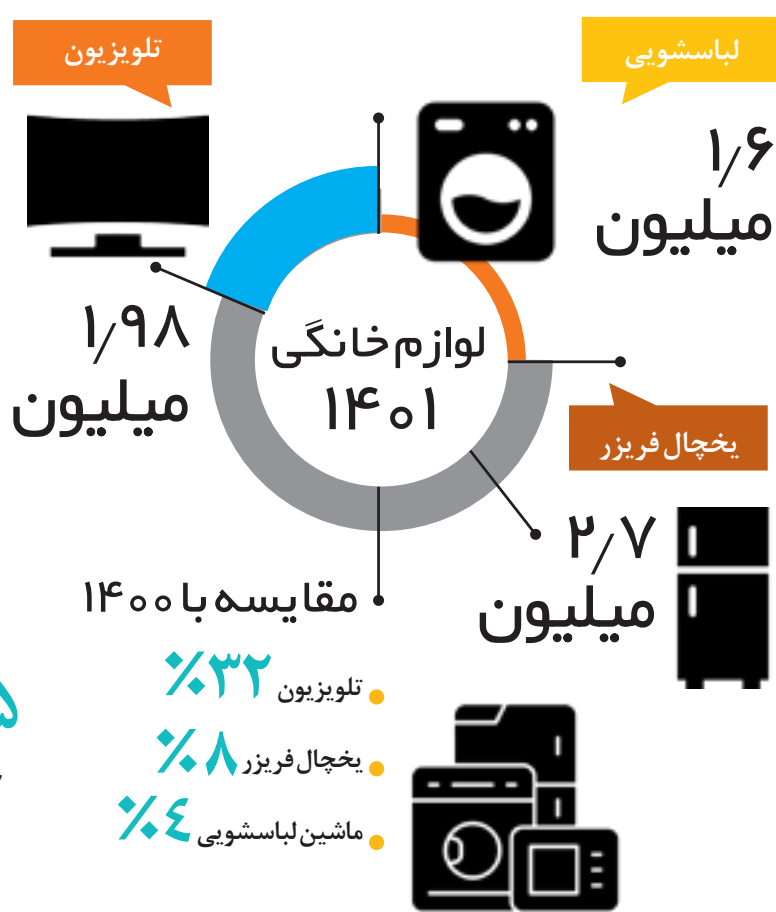 لباسشویی
۱/۶
میلیون
تلویزیون
۱/۹۸
میلیون
لوازم خانگی
۱۴۰۱
یخچال فریزر
۲/۷
میلیون
مقایسه با ۱۴۰۰
تلویزیون ۳۲%
یخچال فریزر ۸%
ماشین لباسشویی ٤%